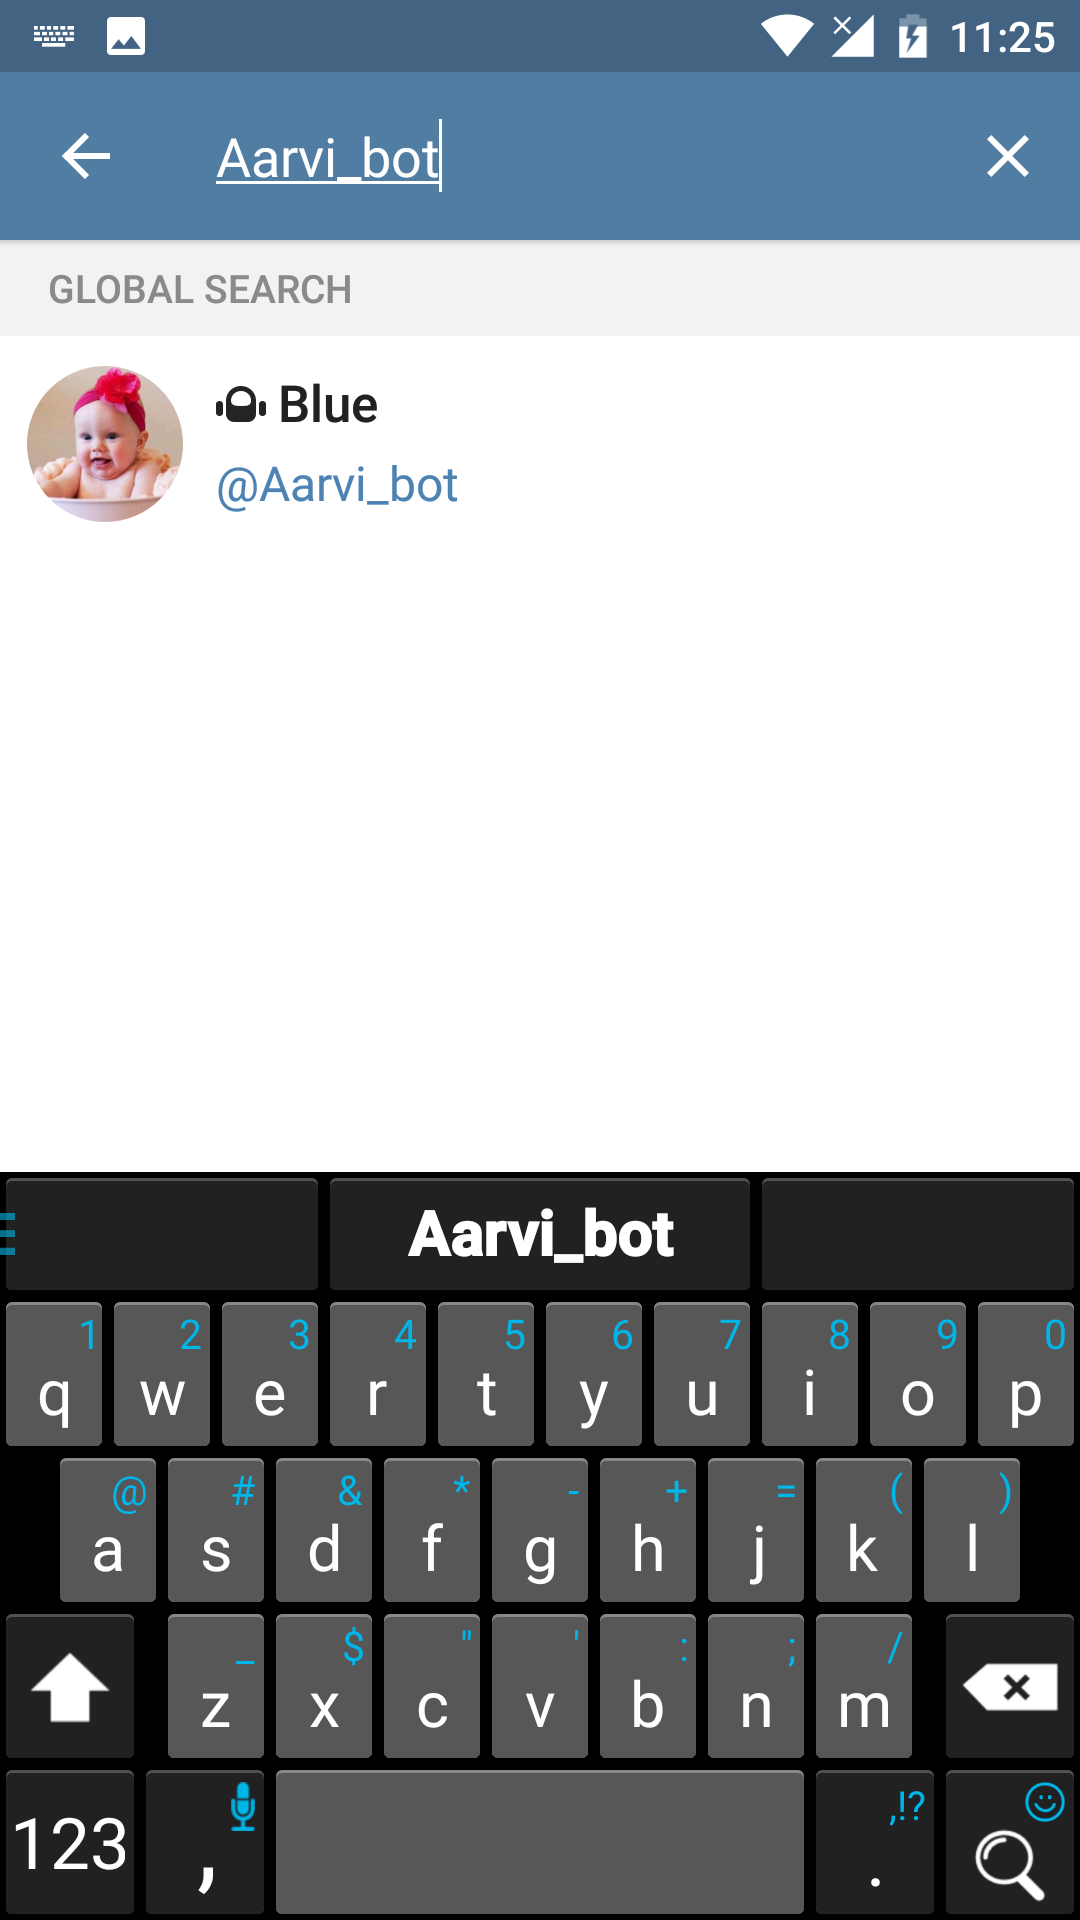 11:25
Aarvi_bot
GLOBAL SEARCH
Blue
@Aarvi_bot
Aarvi_bot
1 2 3 4 5 6 7 8 9 0
q w e r t y u i o p
@ # & * - + = ( )
a s d f g h j k l
_ $ " ' : ; /
z x c v b n m
,!?
123 , .